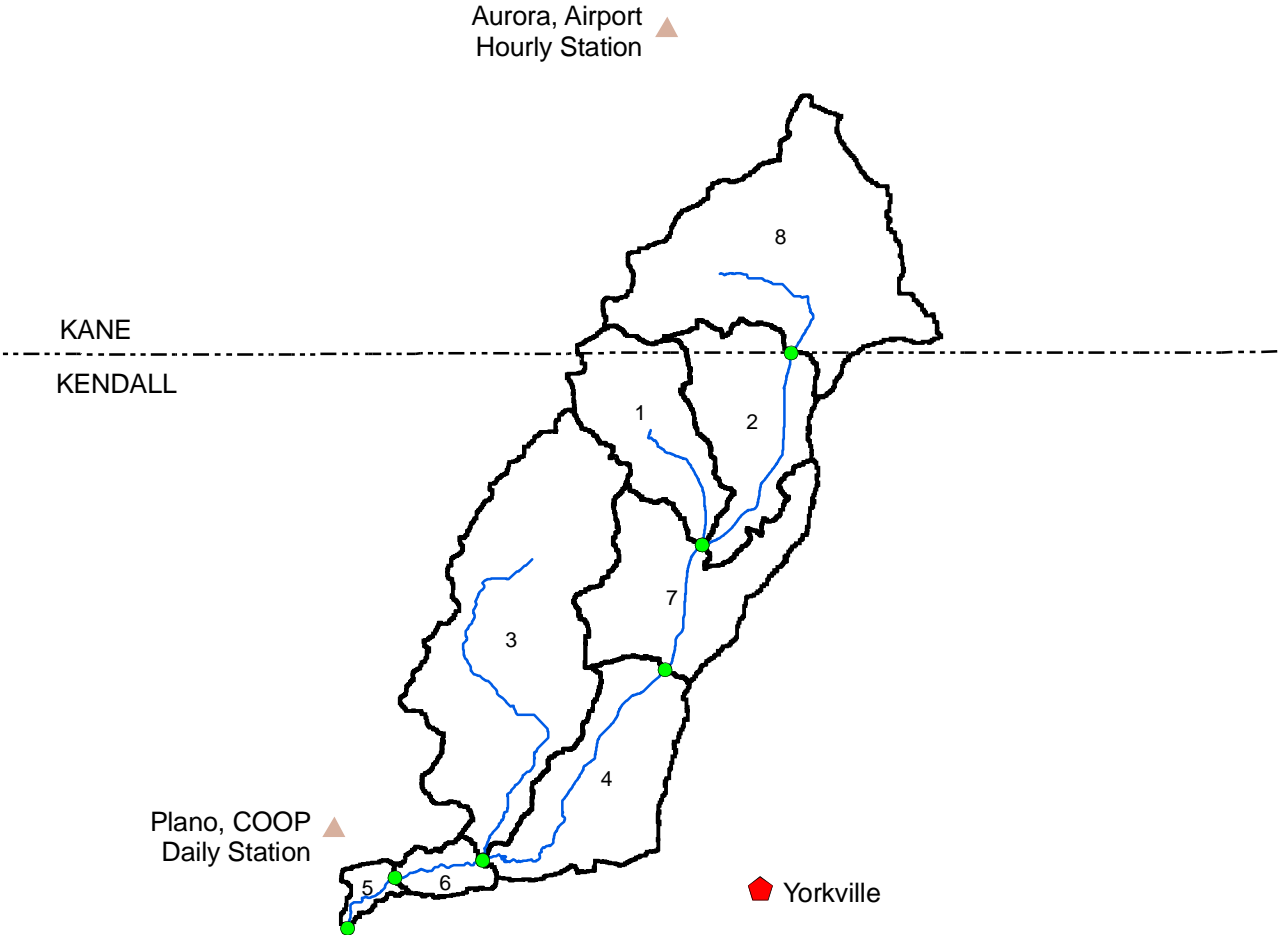 Aurora, Airport
Hourly Station
8
KANE
KENDALL
1
2
7
3
4
Plano, COOP
Daily Station
5
6
Yorkville